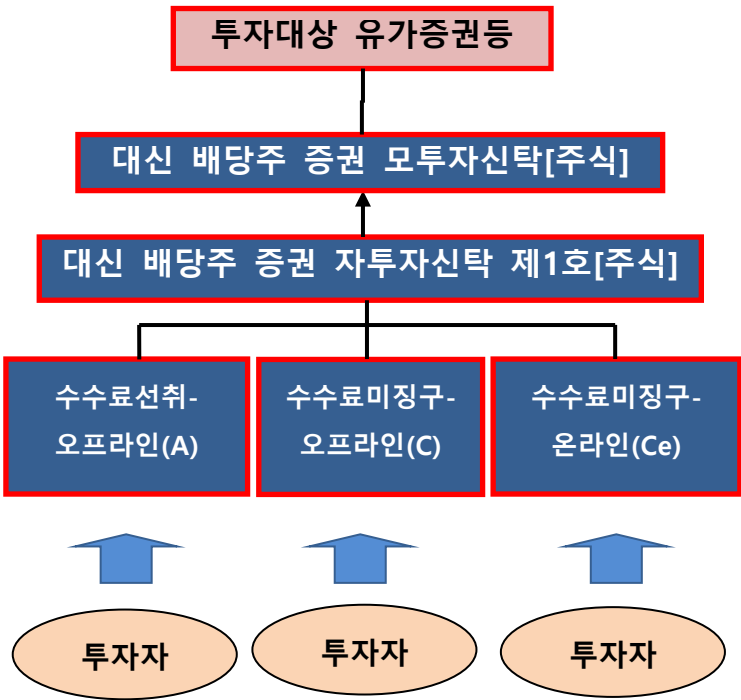 투자대상 유가증권등
대신 배당주 증권 모투자신탁[주식]
대신 배당주 증권 자투자신탁 제1호[주식]
수수료선취-
오프라인(A)
수수료미징구-
오프라인(C)
수수료미징구-
온라인(Ce)
투자자
투자자
투자자